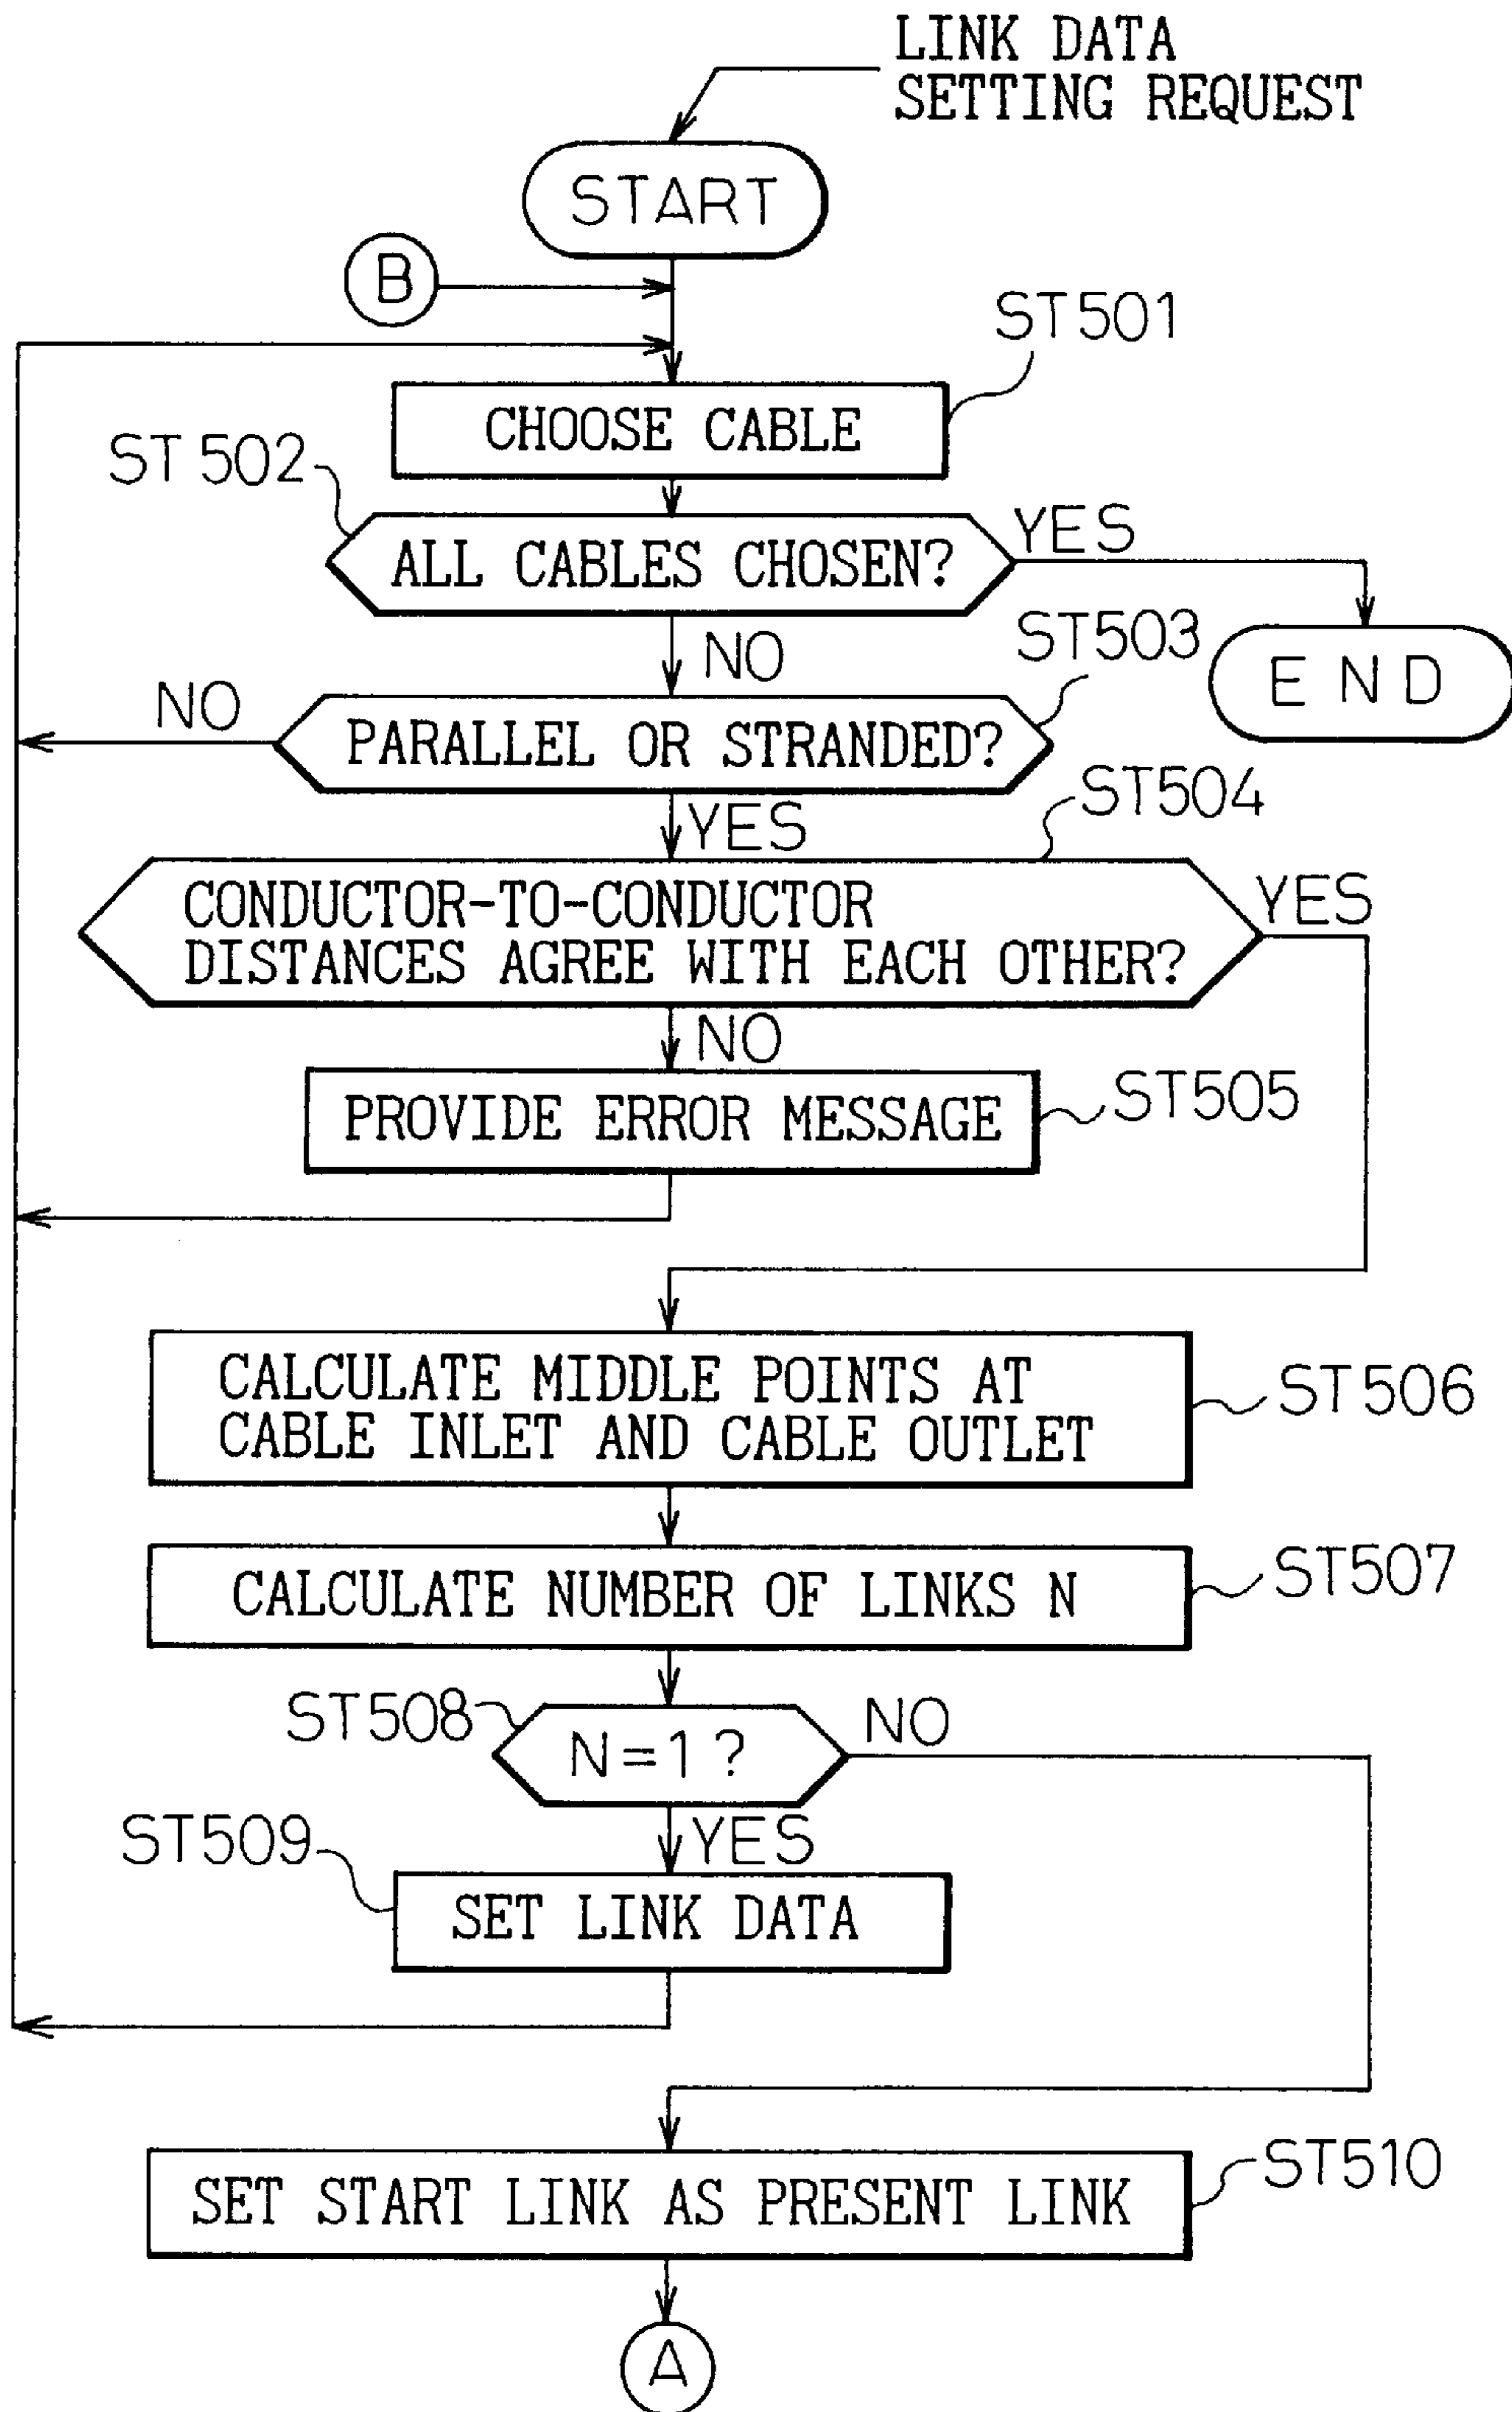 LINK DATA
SETTING REQUEST
START
B
ST501
CHOOSE CABLE
ST502
ALL CABLES CHOSEN?
YES
NO
ST503
END
NO
PARALLEL OR STRANDED?
YES
ST504
CONDUCTOR-TO-CONDUCTOR
DISTANCES AGREE WITH EACH OTHER?
YES
NO
PROVIDE ERROR MESSAGE
ST505
CALCULATE MIDDLE POINTS AT
CABLE INLET AND CABLE OUTLET
ST506
CALCULATE NUMBER OF LINKS N
ST507
ST508
N=1?
NO
YES
ST509
SET LINK DATA
SET START LINK AS PRESENT LINK
ST510
A